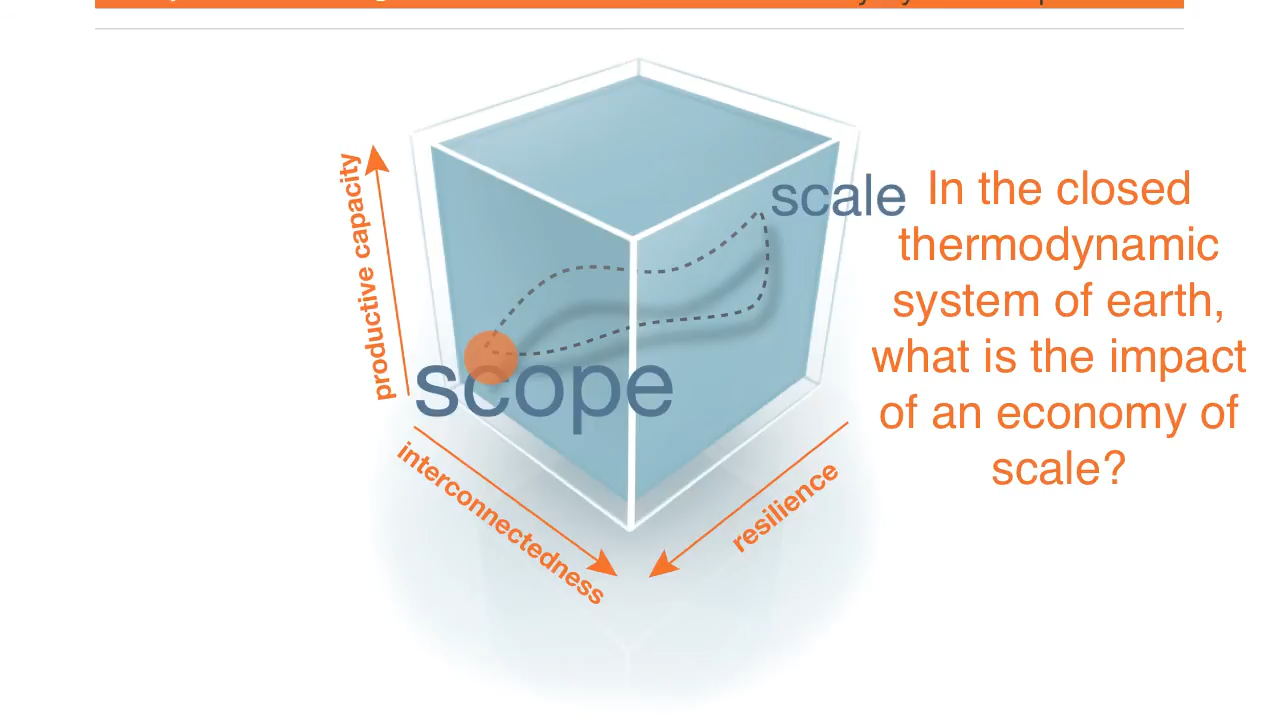 productive capacity
scale
scope
interconnectedness
resilience
In the closed
thermodynamic
system of earth,
what is the impact
of an economy of
scale?